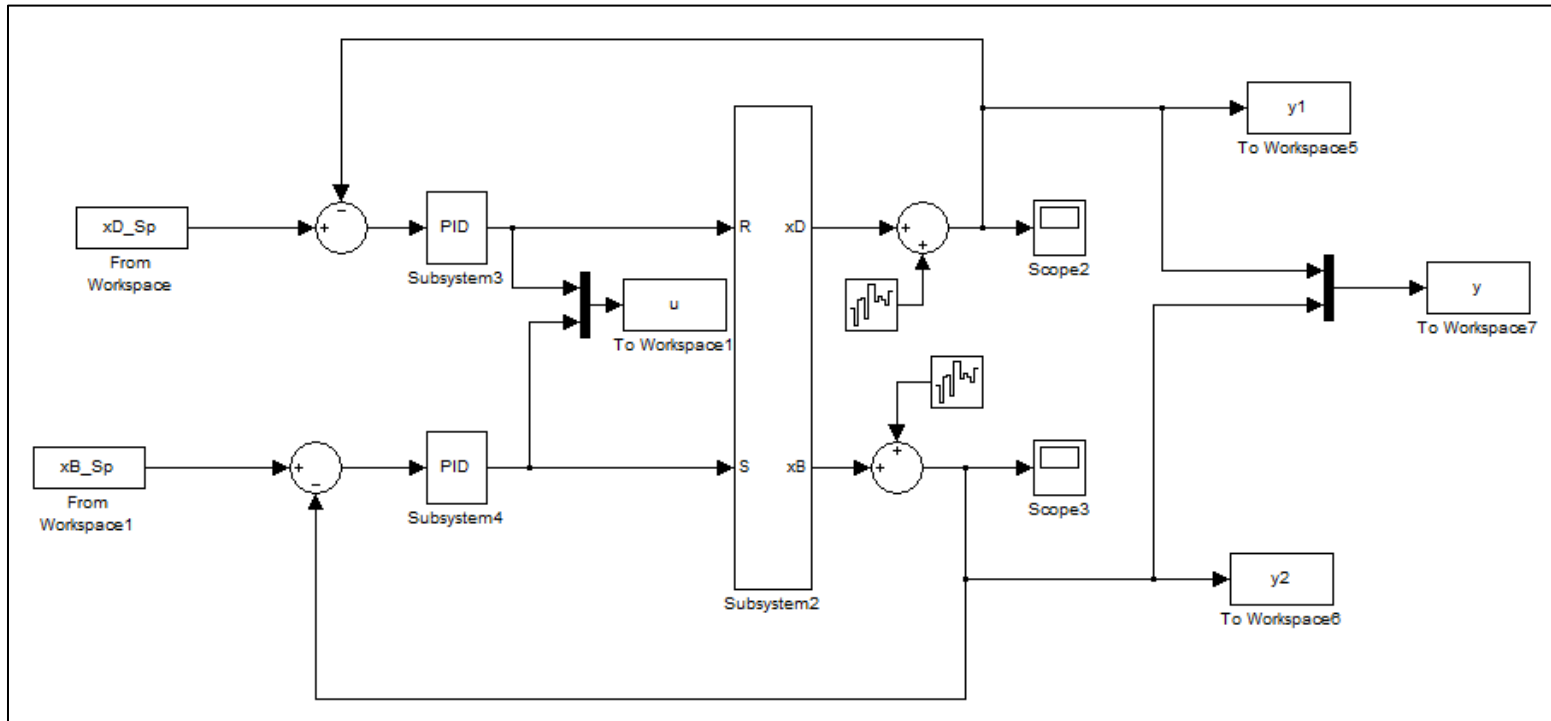 y1
To Workspace5
xD_Sp
From
Workspace
−
+
PID
Subsystem3
R
xD
+
+
Scope2
u
To Workspace1
y
To Workspace7
xB_Sp
From
Workspace1
+
−
PID
Subsystem4
S
xB
+
+
Scope3
Subsystem2
y2
To Workspace6